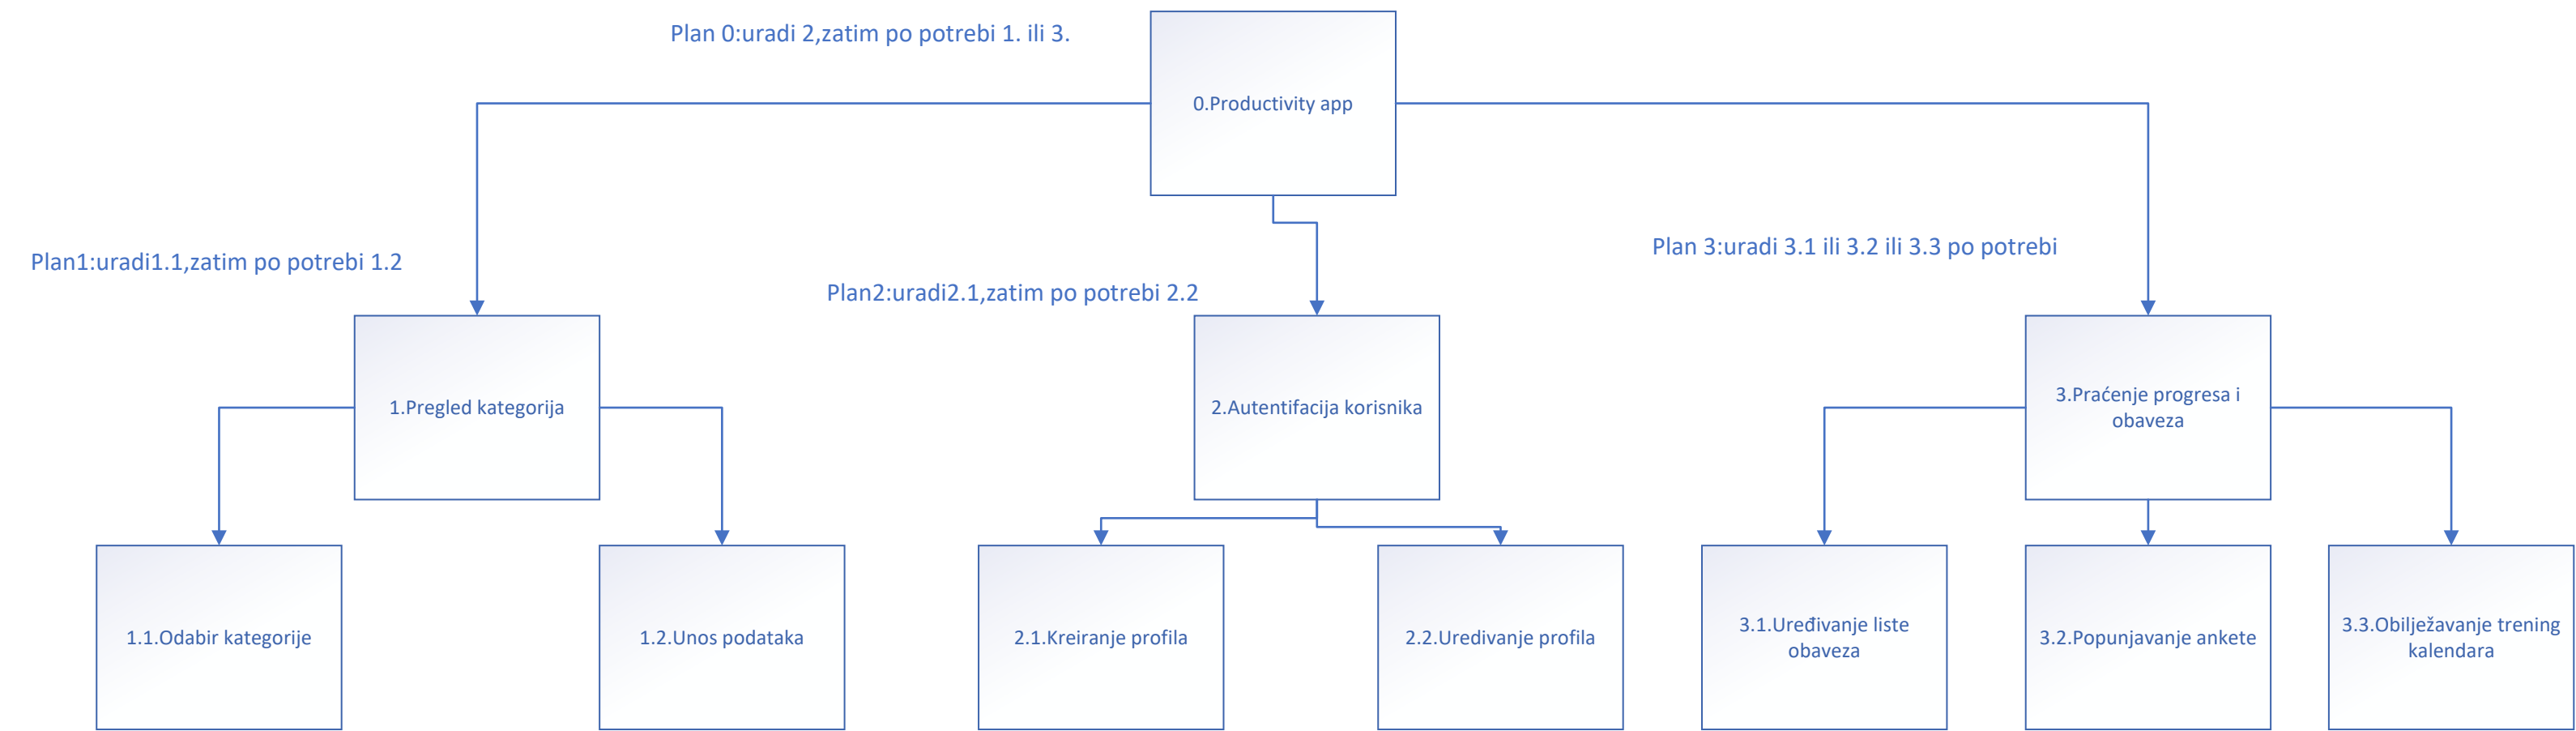 Plan 0:uradi 2,zatim po potrebi 1. ili 3.
0.Productivity app
Plan1:uradi1.1,zatim po potrebi 1.2
Plan2:uradi2.1,zatim po potrebi 2.2
Plan 3:uradi 3.1 ili 3.2 ili 3.3 po potrebi
1.Pregled kategorija
2.Autentifacija korisnika
3.Praćenje progresa i
obaveza
1.1.Odabir kategorije
1.2.Unos podataka
2.1.Kreiranje profila
2.2.Uredivanje profila
3.1.Uređivanje liste
obaveza
3.2.Popunjavanje ankete
3.3.Obilježavanje trening
kalendara